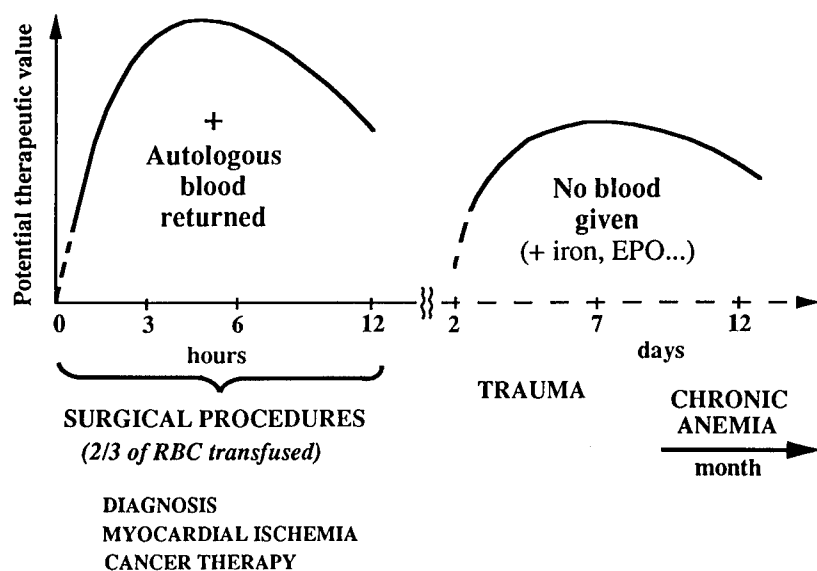 Potential therapeutic value
+
Autologous
blood
returned
No blood
given
(+ iron, EPO...)
0 3 6 12 2 7 12
hours days
TRAUMA
CHRONIC
ANEMIA
month
SURGICAL PROCEDURES
(2/3 of RBC transfused)
DIAGNOSIS
MYOCARDIAL ISCHEMIA
CANCER THERAPY